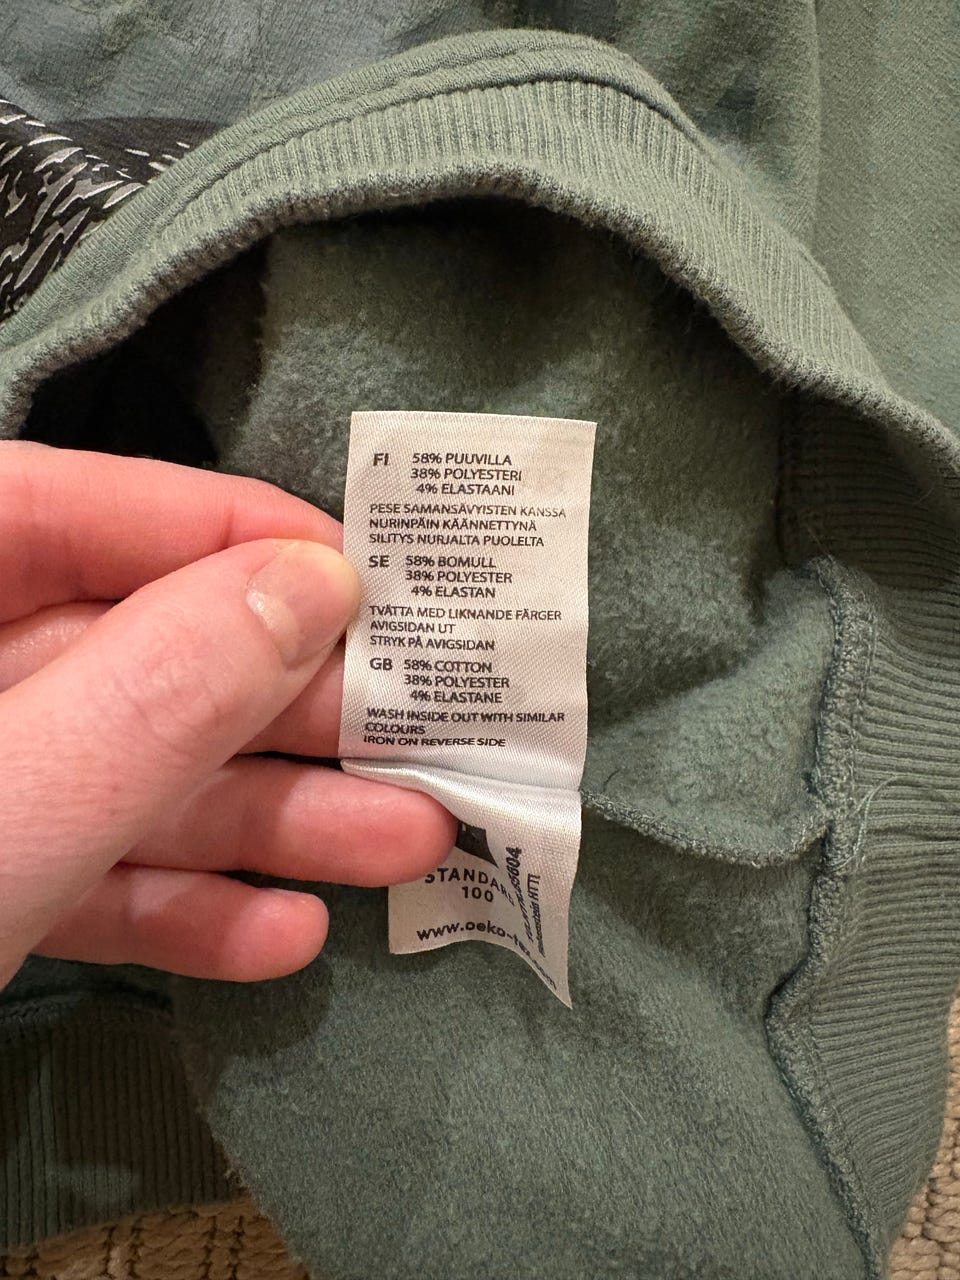 FI 58% PUUVILLA
38% POLYESTERI
4% ELASTAANI
PESE SAMANSÄVYISTEN KANSSA
NURINPÄIN KÄÄNNETTYNÄ
SILITYS NURJALTA PUOLELTA
SE 58% BOMULL
38% POLYESTER
4% ELASTAN
TVÄTTA MED LIKNANDE FÄRGER
AVIGSIDAN UT
STRYK PÅ AVIGSIDAN
GB 58% COTTON
38% POLYESTER
4% ELASTANE
WASH INSIDE OUT WITH SIMILAR
COLOURS
IRON ON REVERSE SIDE
100